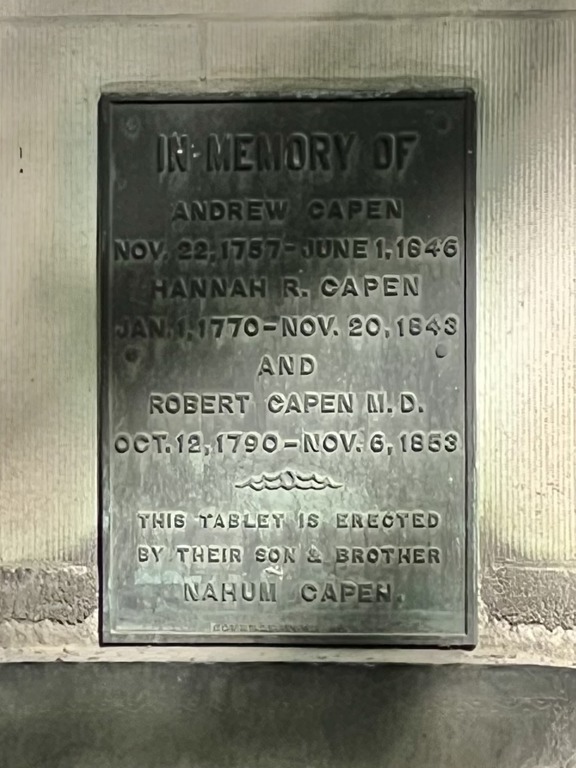 IN MEMORY OF
ANDREW CAPEN
NOV. 22, 1757-JUNE 1, 1846
HANNAH R. CAPEN
JAN. 1, 1770-NOV. 20, 1843
AND
ROBERT CAPEN M.D.
OCT. 12, 1790-NOV. 6, 1853
THIS TABLET IS ERECTED
BY THEIR SON & BROTHER
NAHUM CAPEN.